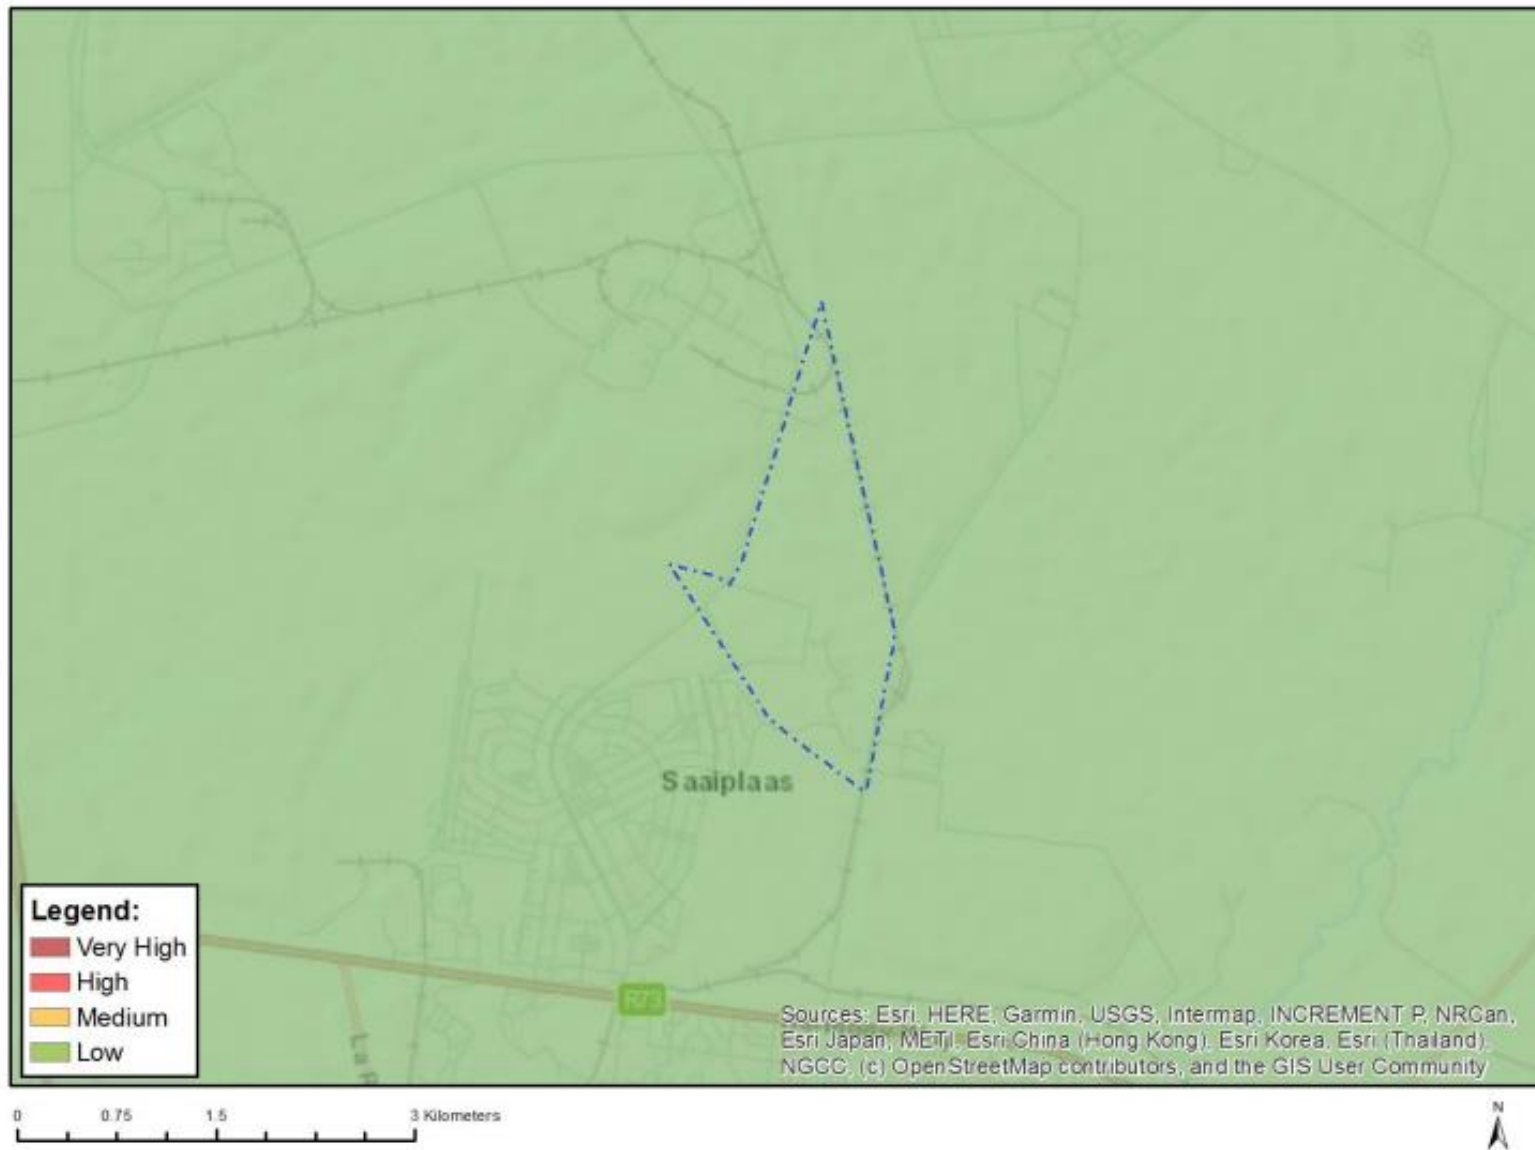 Saaiplaas
Legend:
Very High
High
Medium
Low
R73
La R
Sources: Esri, HERE, Garmin, USGS, Intermap, INCREMENT P, NRCan,
Esri Japan, METI, Esri China (Hong Kong), Esri Korea, Esri (Thailand),
NGCC, (c) OpenStreetMap contributors, and the GIS User Community
0 0.75 1.5 3 Kilometers
N